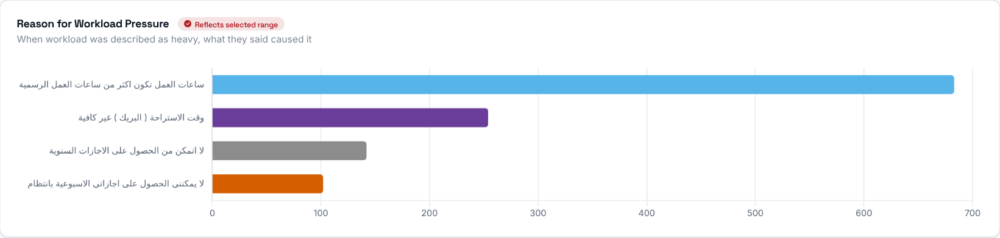 Reason for Workload Pressure
Reflects selected range
When workload was described as heavy, what they said caused it
ساعات العمل تكون اكثر من ساعات العمل الرسمية
وقت الاستراحة ( البريك ) غير كافية
لا اتمكن من الحصول على الاجازات السنوية
لا يمكننى الحصول على اجازاتى الاسبوعية بانتظام
0 100 200 300 400 500 600 700